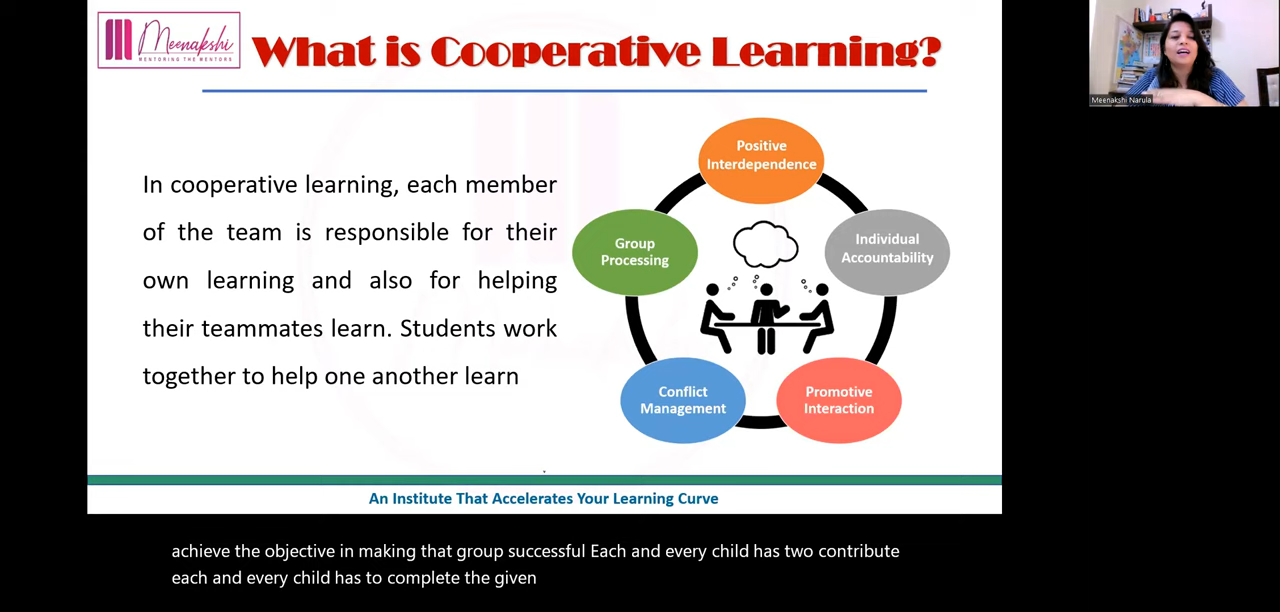 Meenakshi
MENTORING THE MENTORS
What is Cooperative Learning?
Meenakshi Narula
In cooperative learning, each member
of the team is responsible for their
own learning and also for helping
their teammates learn. Students work
together to help one another learn
Positive
Interdependence
Individual
Accountability
Promotive
Interaction
Conflict
Management
Group
Processing
An Institute That Accelerates Your Learning Curve
achieve the objective in making that group successful Each and every child has two contribute
each and every child has to complete the given